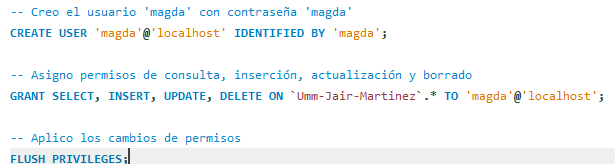 -- Creo el usuario 'magda' con contraseña 'magda'
CREATE USER 'magda'@'localhost' IDENTIFIED BY 'magda';
-- Asigno permisos de consulta, inserción, actualización y borrado
GRANT SELECT, INSERT, UPDATE, DELETE ON `Umm-Jair-Martinez`.* TO 'magda'@'localhost';
-- Aplico los cambios de permisos
FLUSH PRIVILEGES;